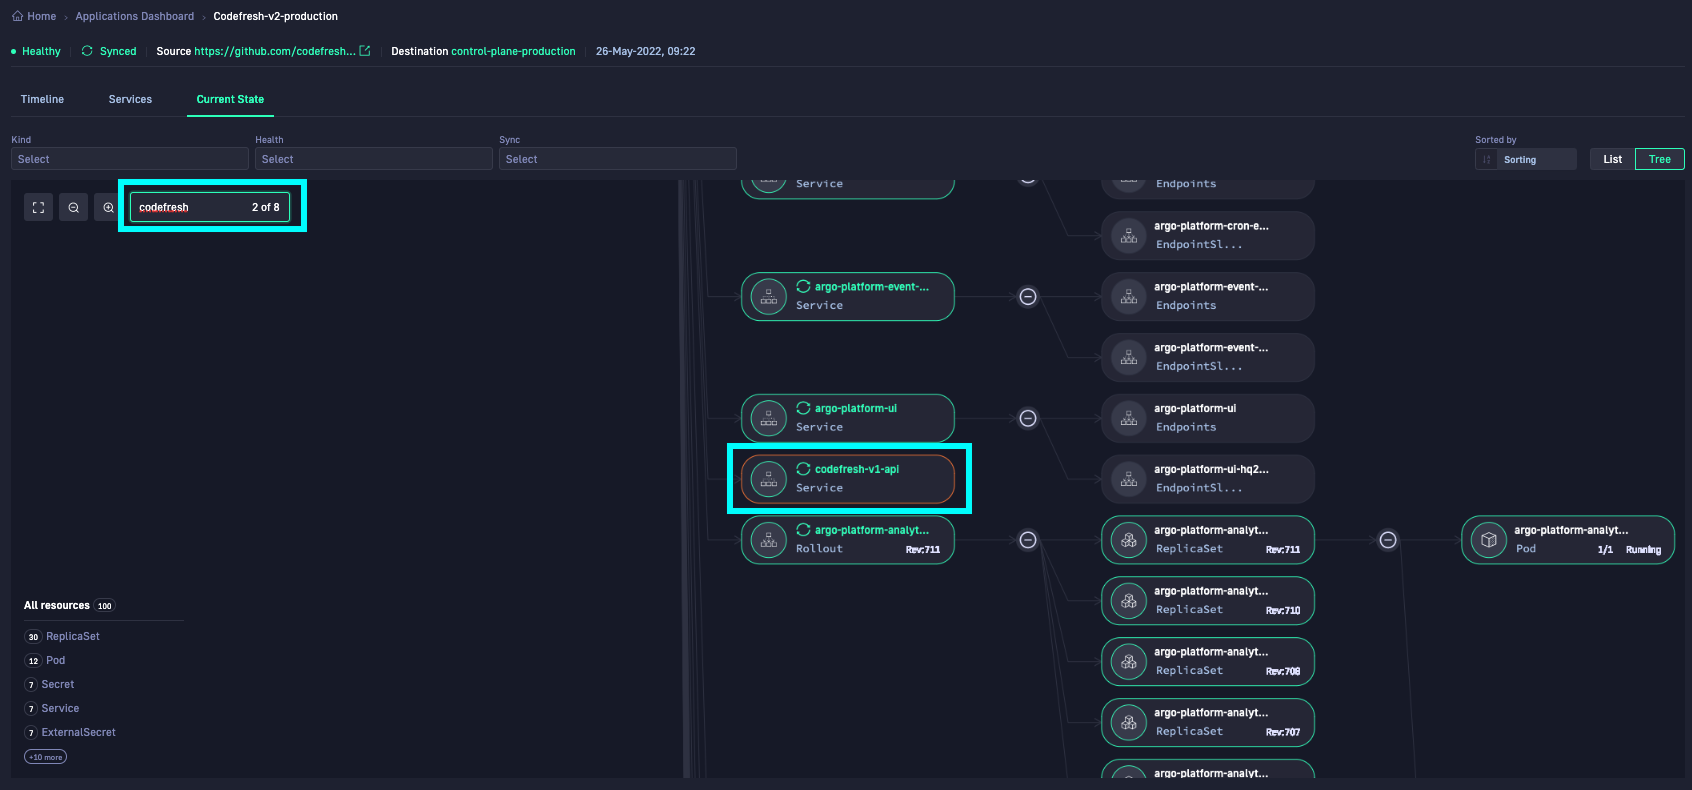 Home › Applications Dashboard › Codefresh-v2-production
Healthy Synced Source https://github.com/codefresh... Destination control-plane-production 26-May-2022, 09:22
Timeline Services Current State
Kind Health Sync Sorted by
Select Select Select Sorting List Tree
codefresh 2 of 8
Service Endpoints
argo-platform-cron-e...
EndpointSl...
argo-platform-event-... argo-platform-event-...
Service Endpoints
argo-platform-event-...
EndpointSl...
argo-platform-ui argo-platform-ui
Service Endpoints
codefresh-v1-api argo-platform-ui-hq2...
Service EndpointSl...
argo-platform-analyt... argo-platform-analyt... argo-platform-analyt...
Rollout Rev:711 ReplicaSet Rev:711 Pod 1/1 Running
argo-platform-analyt...
ReplicaSet Rev:710
argo-platform-analyt...
ReplicaSet Rev:708
argo-platform-analyt...
ReplicaSet Rev:707
argo-platform-analyt...
All resources 100
30 ReplicaSet
12 Pod
7 Secret
7 Service
7 ExternalSecret
+10 more